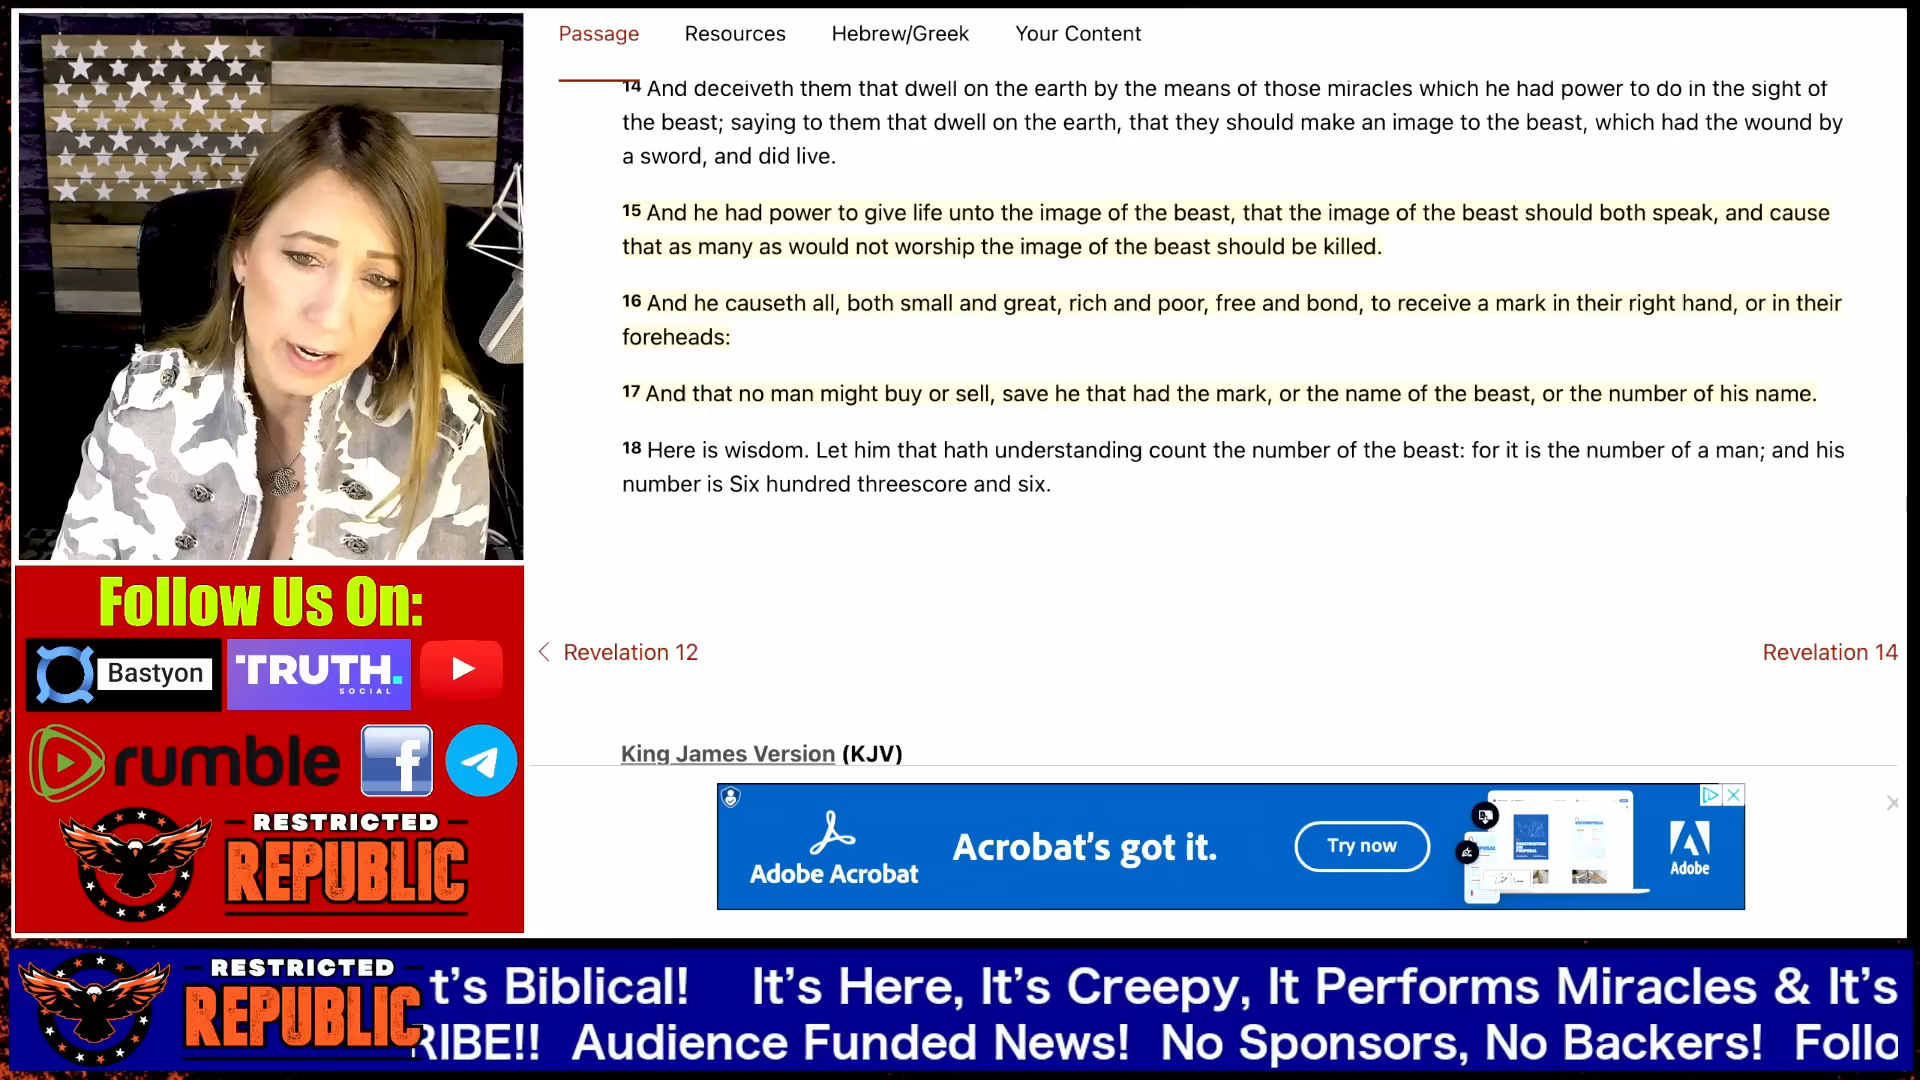 Passage
Resources
Hebrew/Greek
Your Content
14 And deceiveth them that dwell on the earth by the means of those miracles which he had power to do in the sight of
the beast; saying to them that dwell on the earth, that they should make an image to the beast, which had the wound by
a sword, and did live.
15 And he had power to give life unto the image of the beast, that the image of the beast should both speak, and cause
that as many as would not worship the image of the beast should be killed.
16 And he causeth all, both small and great, rich and poor, free and bond, to receive a mark in their right hand, or in their
foreheads:
17 And that no man might buy or sell, save he that had the mark, or the name of the beast, or the number of his name.
18 Here is wisdom. Let him that hath understanding count the number of the beast: for it is the number of a man; and his
number is Six hundred threescore and six.
Revelation 12
Revelation 14
King James Version (KJV)
Adobe Acrobat
Acrobat's got it.
Try now
Adobe
Follow Us On:
Bastyon
TRUTH.
SOCIAL
rumble
f
RESTRICTED
REPUBLIC
RESTRICTED
REPUBLIC
t's Biblical! It's Here, It's Creepy, It Performs Miracles & It's
RIBE!! Audience Funded News! No Sponsors, No Backers! Follo